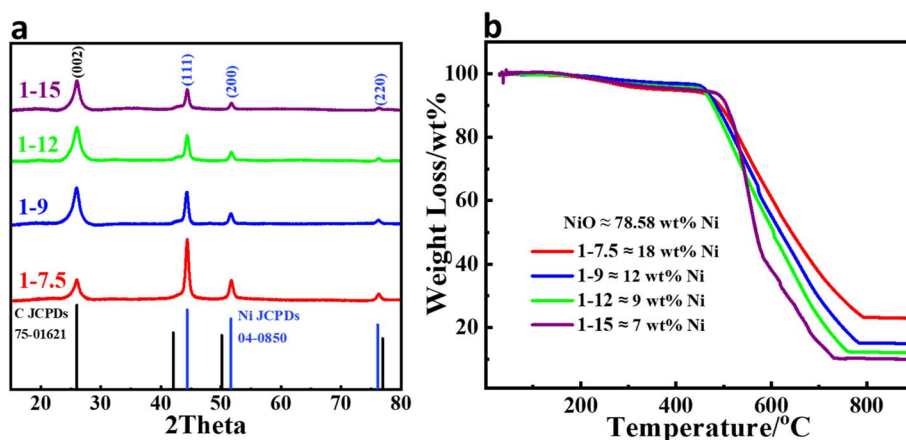 a
(002)
(111)
(200)
(220)
1-15
1-12
1-9
1-7.5
C JCPDs
75-01621
Ni JCPDs
04-0850
15 20 30 40 50 60 70 80
2Theta
b
Weight Loss/wt%
100
80
60
40
20
NiO ≈ 78.58 wt% Ni
1-7.5 ≈ 18 wt% Ni
1-9 ≈ 12 wt% Ni
1-12 ≈ 9 wt% Ni
1-15 ≈ 7 wt% Ni
200 400 600 800
Temperature/°C